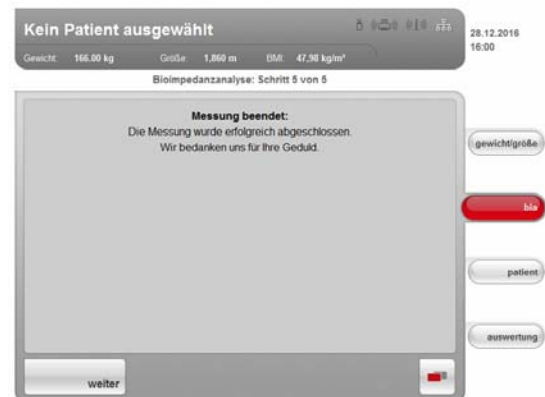 Kein Patient ausgewählt
28.12.2016
16:00
Gewicht: 166.00 kg Größe: 1,860 m BMI: 47,98 kg/m²
Bioimpedanzanalyse: Schritt 5 von 5
Messung beendet:
Die Messung wurde erfolgreich abgeschlossen.
Wir bedanken uns für Ihre Geduld.
gewicht/größe
bia
patient
auswertung
weiter